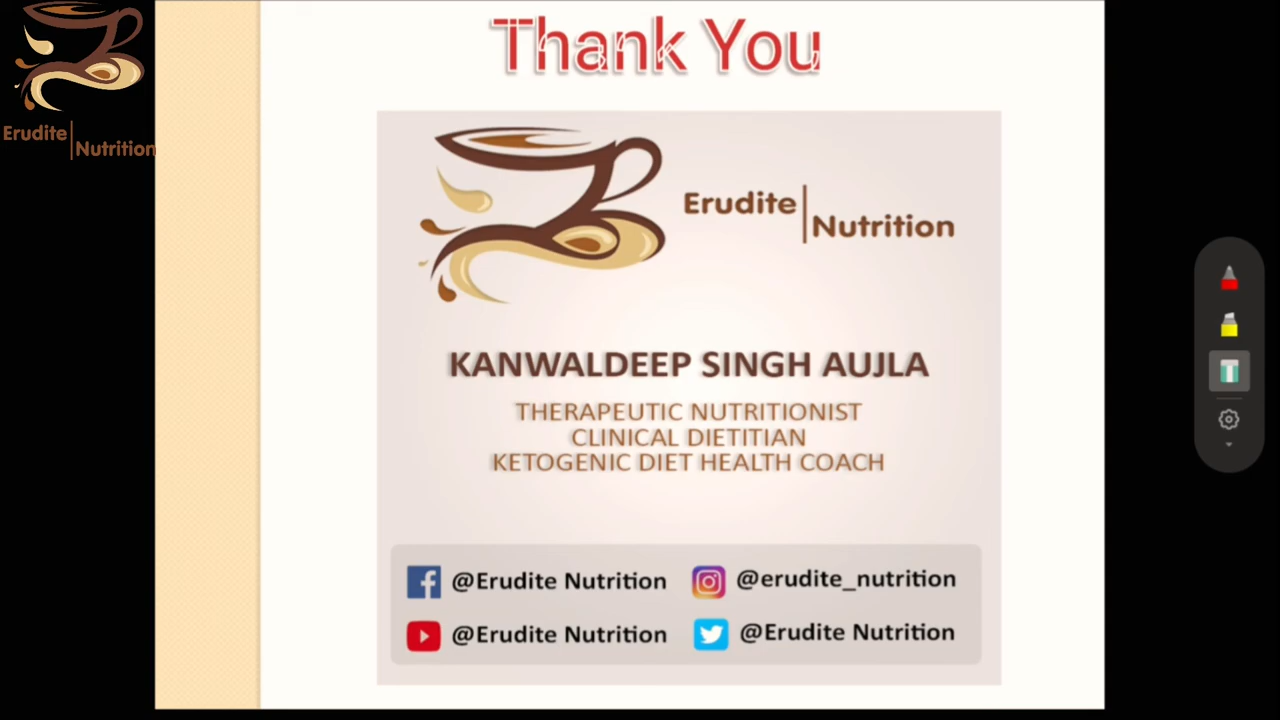 Erudite
Nutrition
Thank You
Erudite
Nutrition
KANWALDEEP SINGH AUJLA
THERAPEUTIC NUTRITIONIST
CLINICAL DIETITIAN
KETOGENIC DIET HEALTH COACH
@Erudite Nutrition
@erudite_nutrition
@Erudite Nutrition
@Erudite Nutrition